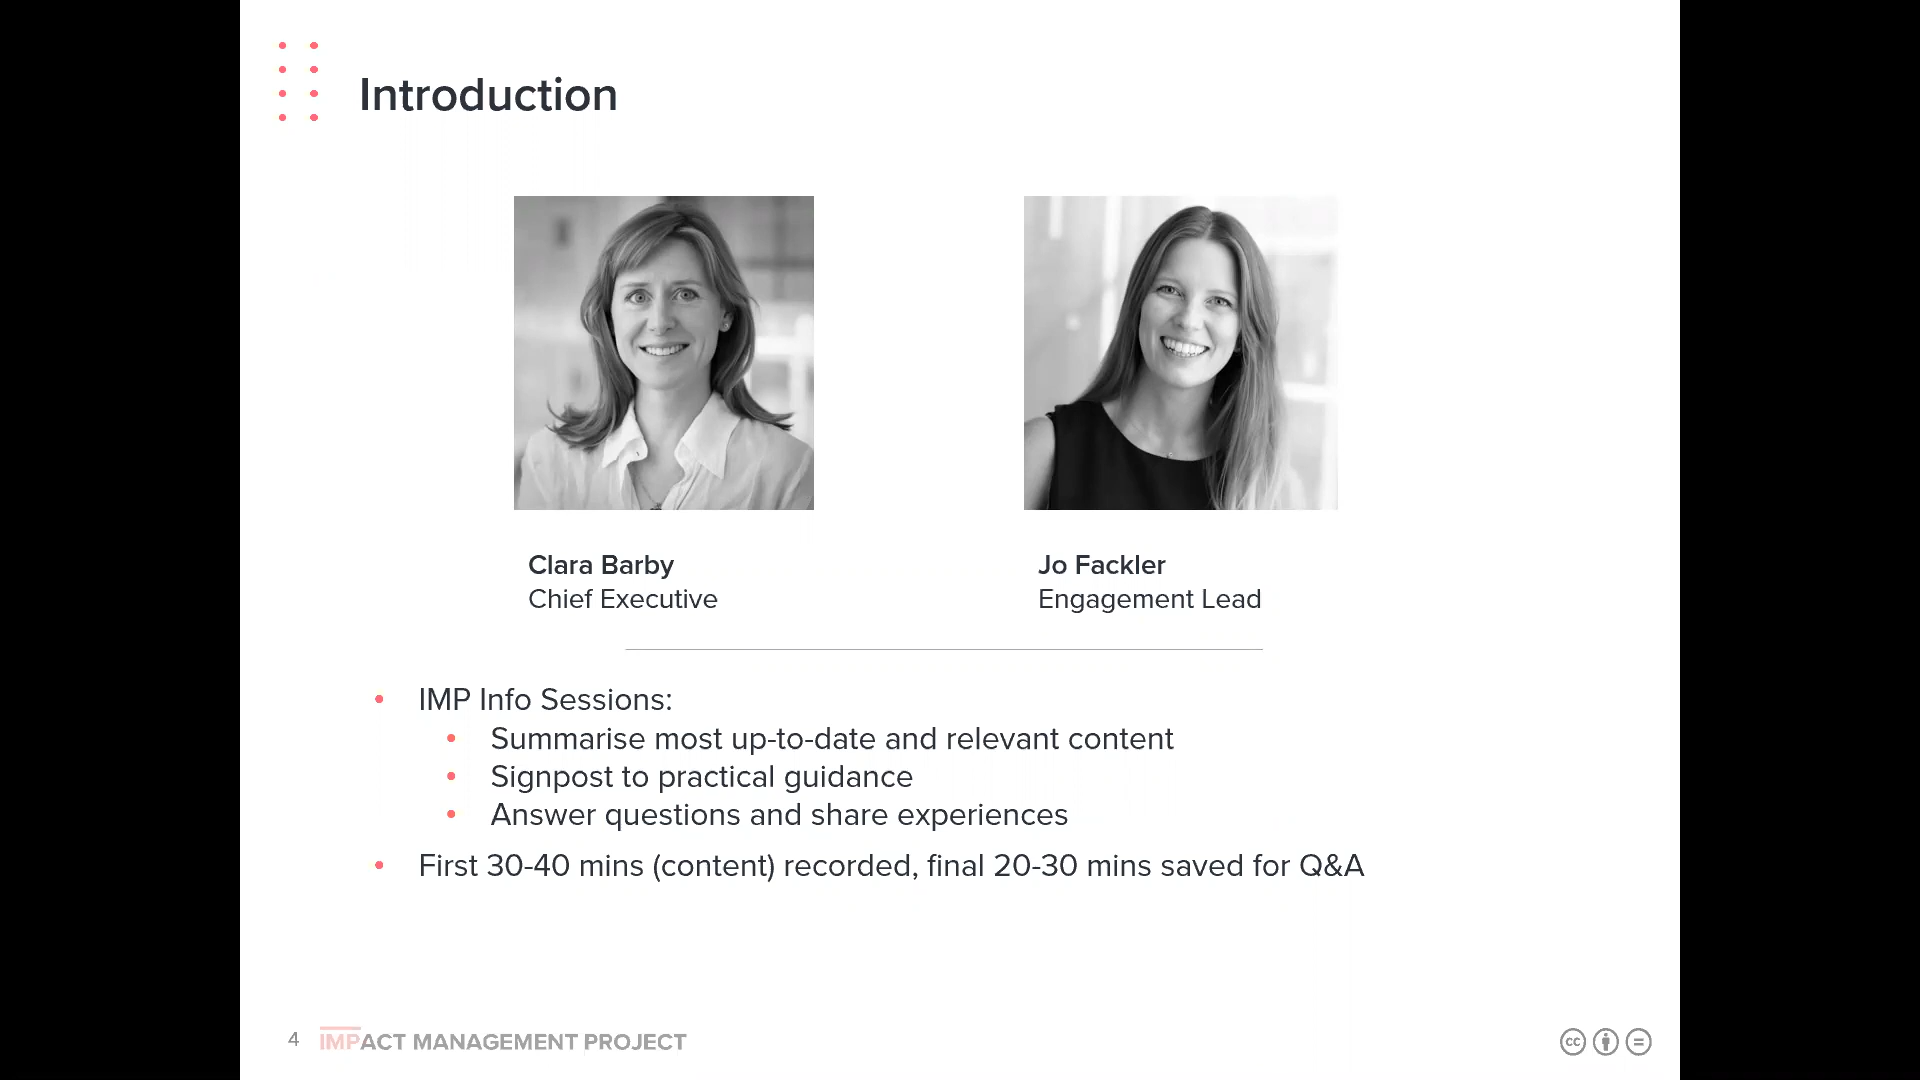 Introduction
Clara Barby
Chief Executive
Jo Fackler
Engagement Lead
• IMP Info Sessions:
• Summarise most up-to-date and relevant content
• Signpost to practical guidance
• Answer questions and share experiences
• First 30-40 mins (content) recorded, final 20-30 mins saved for Q&A
4 IMPACT MANAGEMENT PROJECT
cc